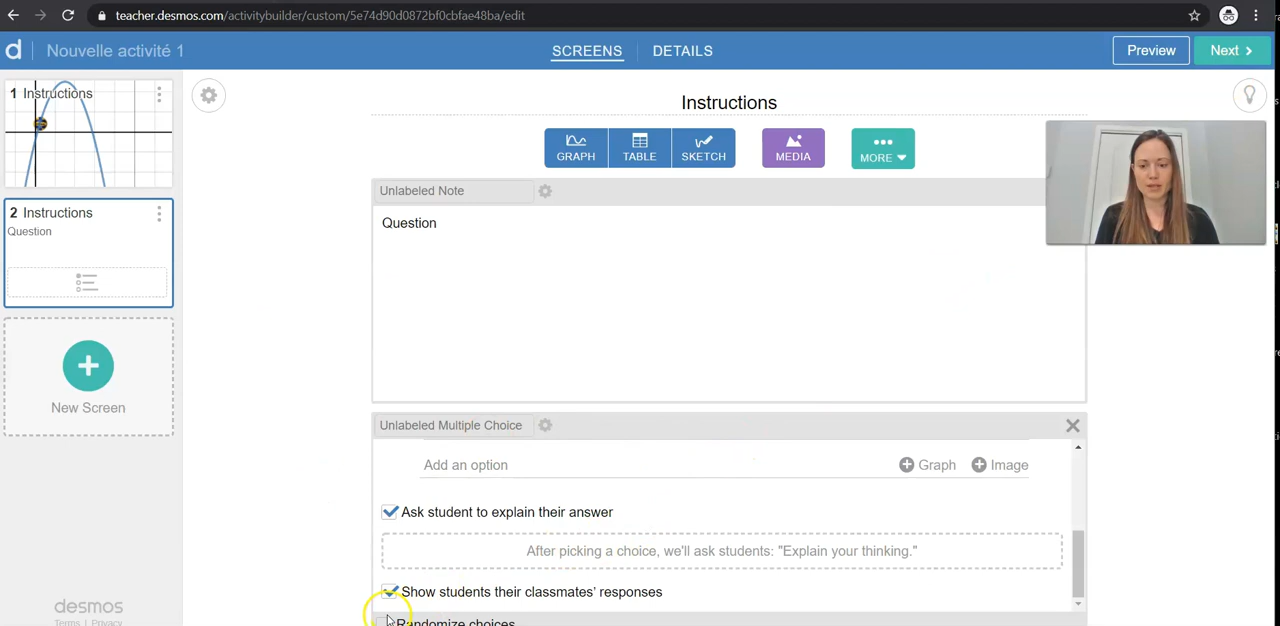 teacher.desmos.com/activitybuilder/custom/5e74d90d0872bf0cbfae48ba/edit
d Nouvelle activité 1 SCREENS DETAILS Preview Next >
1 Instructions
2 Instructions
Question
New Screen
desmos
Terms | Privacy
Instructions
GRAPH TABLE SKETCH MEDIA MORE
Unlabeled Note
Question
Unlabeled Multiple Choice
Add an option Graph Image
Ask student to explain their answer
After picking a choice, we'll ask students: "Explain your thinking."
Show students their classmates' responses
Randomize choices